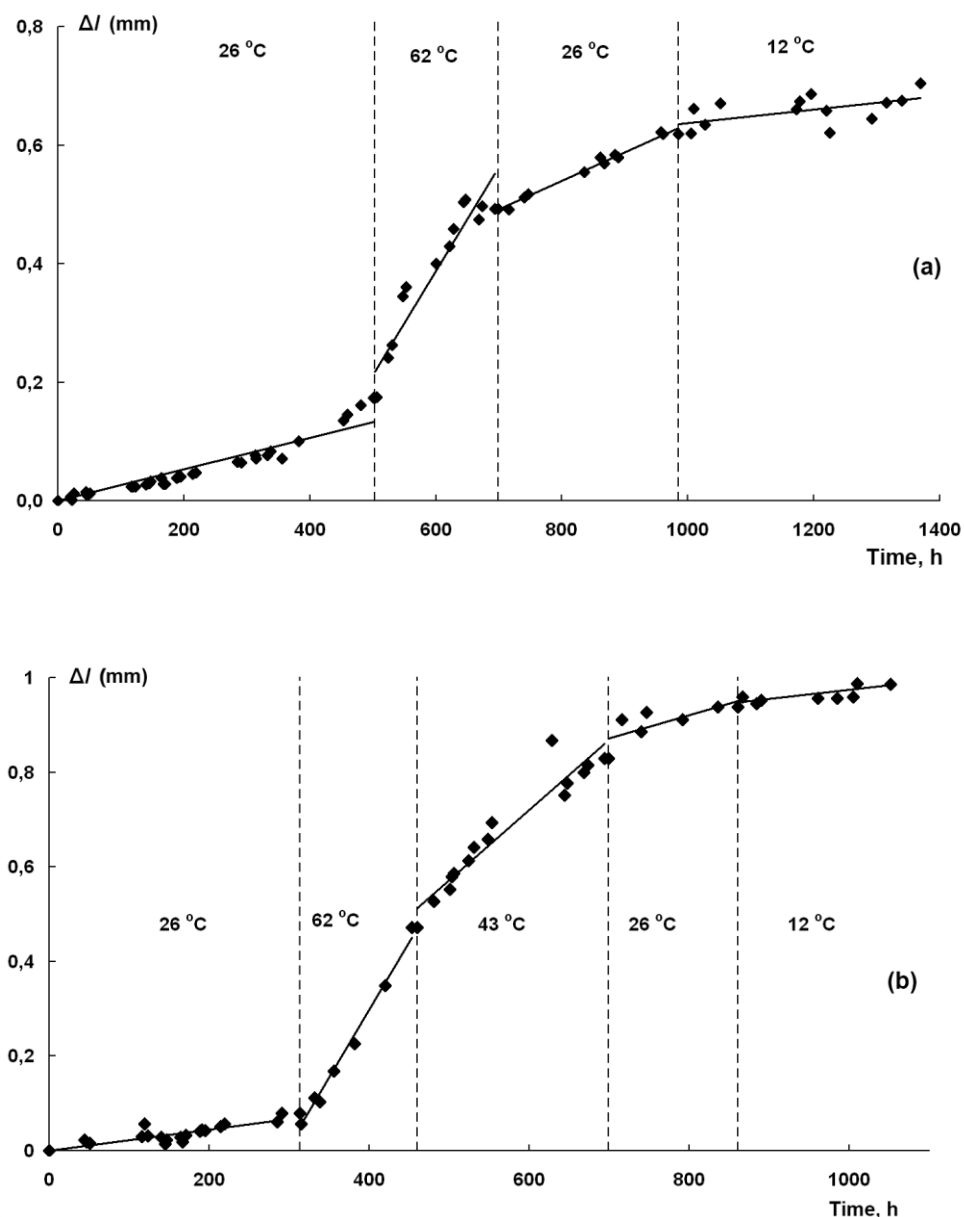 Δl (mm)
0,8
26 °C
62 °C
26 °C
12 °C
0,6
0,4
(a)
0,2
0,0
0 200 400 600 800 1000 1200 1400
Time, h
Δl (mm)
1
0,8
0,6
26 °C
62 °C
43 °C
26 °C
12 °C
0,4
(b)
0,2
0
0 200 400 600 800 1000
Time, h